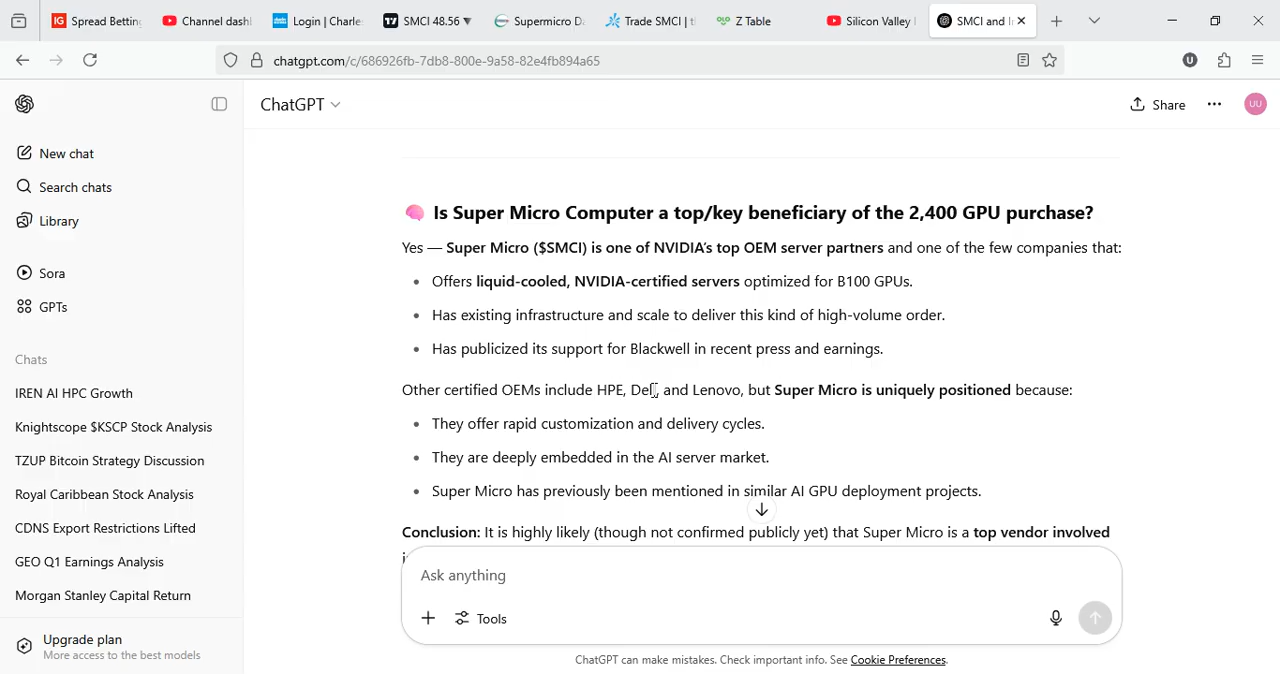 Spread Betting
Channel dash
Login | Charle
SMCI 48.56 ▼
Supermicro Da
Trade SMCI | t
Z Table
Silicon Valley
SMCI and I
chatgpt.com/c/686926fb-7db8-800e-9a58-82e4fb894a65
ChatGPT
Share
UU
New chat
Search chats
Library
Sora
GPTs
Chats
IREN AI HPC Growth
Knightscope $KSCP Stock Analysis
TZUP Bitcoin Strategy Discussion
Royal Caribbean Stock Analysis
CDNS Export Restrictions Lifted
GEO Q1 Earnings Analysis
Morgan Stanley Capital Return
Upgrade plan
More access to the best models
🧠 Is Super Micro Computer a top/key beneficiary of the 2,400 GPU purchase?
Yes — Super Micro ($SMCI) is one of NVIDIA's top OEM server partners and one of the few companies that:
• Offers liquid-cooled, NVIDIA-certified servers optimized for B100 GPUs.
• Has existing infrastructure and scale to deliver this kind of high-volume order.
• Has publicized its support for Blackwell in recent press and earnings.
Other certified OEMs include HPE, Dell, and Lenovo, but Super Micro is uniquely positioned because:
• They offer rapid customization and delivery cycles.
• They are deeply embedded in the AI server market.
• Super Micro has previously been mentioned in similar AI GPU deployment projects.
Conclusion: It is highly likely (though not confirmed publicly yet) that Super Micro is a top vendor involved
Ask anything
Tools
ChatGPT can make mistakes. Check important info. See Cookie Preferences.